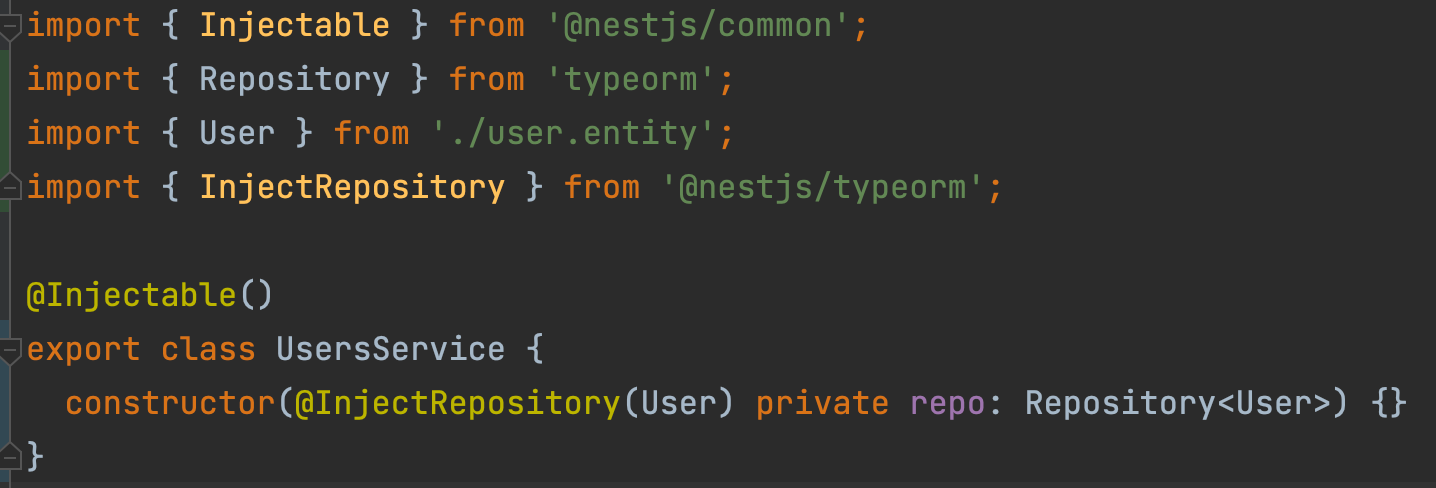 import { Injectable } from '@nestjs/common';
import { Repository } from 'typeorm';
import { User } from './user.entity';
import { InjectRepository } from '@nestjs/typeorm';

@Injectable()
export class UsersService {
  constructor(@InjectRepository(User) private repo: Repository<User>) {}
}